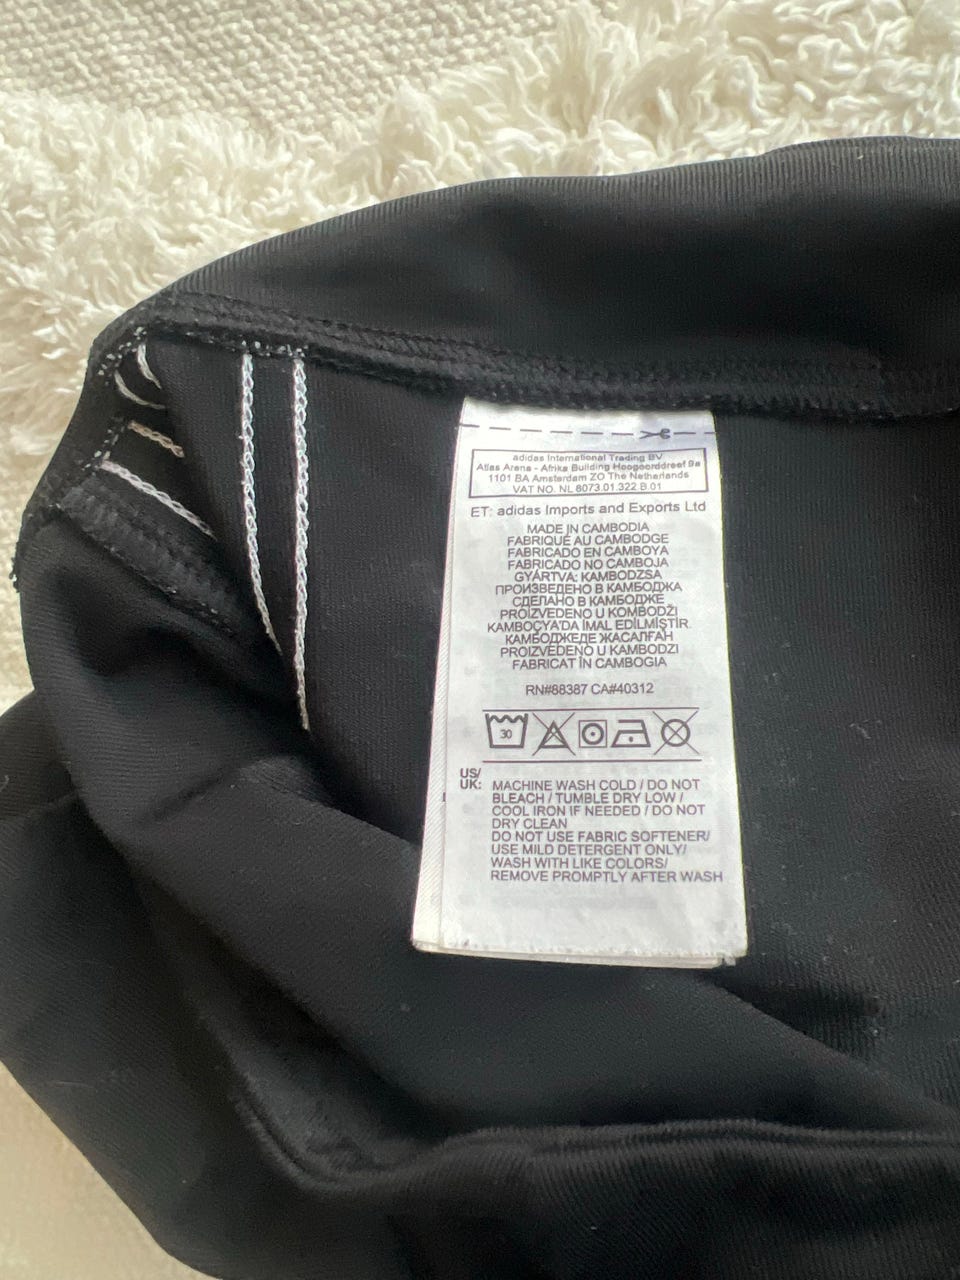 adidas International Trading BV
Atlas Arena - Afrika Building Hoogoorddreef 9a
1101 BA Amsterdam ZO The Netherlands
VAT NO. NL 8073.01.322.B.01
ET: adidas Imports and Exports Ltd
MADE IN CAMBODIA
FABRIQUÉ AU CAMBODGE
FABRICADO EN CAMBOYA
FABRICADO NO CAMBOJA
GYÁRTVA: KAMBODZSA
ПРОИЗВЕДЕНО В КАМБОДЖА
СДЕЛАНО В КАМБОДЖЕ
PROIZVEDENO U KOMBODŽI
KAMBOÇYA'DA İMAL EDİLMİŞTİR.
КАМБОДЖЕДЕ ЖАСАЛҒАН
PROIZVEDENO U KAMBODZI
FABRICAT ÎN CAMBOGIA
RN#88387 CA#40312
30
US/
UK: MACHINE WASH COLD / DO NOT
BLEACH / TUMBLE DRY LOW /
COOL IRON IF NEEDED / DO NOT
DRY CLEAN
DO NOT USE FABRIC SOFTENER/
USE MILD DETERGENT ONLY/
WASH WITH LIKE COLORS/
REMOVE PROMPTLY AFTER WASH